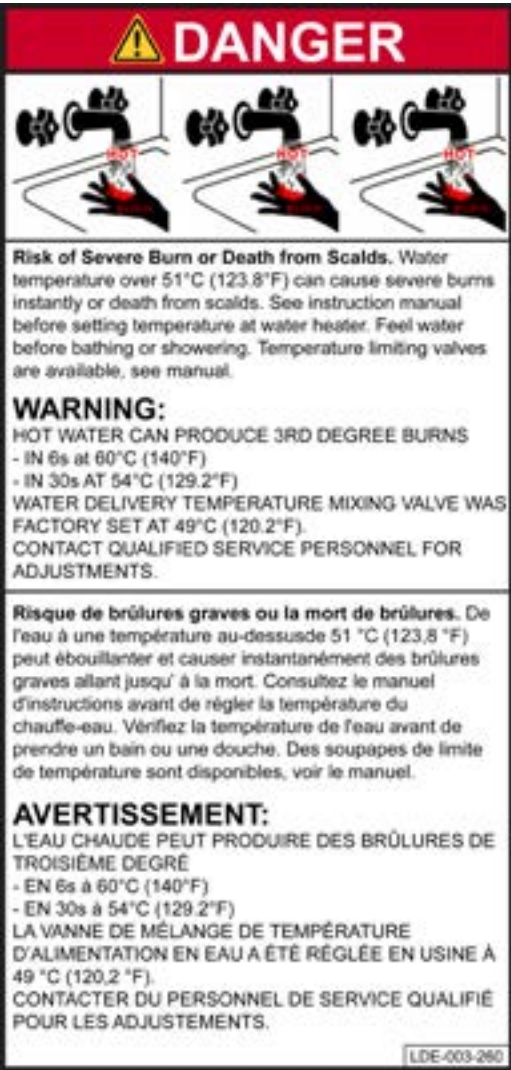 DANGER
HOT HOT HOT
Risk of Severe Burn or Death from Scalds. Water
temperature over 51°C (123.8°F) can cause severe burns
instantly or death from scalds. See instruction manual
before setting temperature at water heater. Feel water
before bathing or showering. Temperature limiting valves
are available, see manual.
WARNING:
HOT WATER CAN PRODUCE 3RD DEGREE BURNS
- IN 6s at 60°C (140°F)
- IN 30s AT 54°C (129.2°F)
WATER DELIVERY TEMPERATURE MIXING VALVE WAS
FACTORY SET AT 49°C (120.2°F).
CONTACT QUALIFIED SERVICE PERSONNEL FOR
ADJUSTMENTS.
Risque de brûlures graves ou la mort de brûlures. De
l'eau à une température au-dessusde 51 °C (123,8 °F)
peut ébouillanter et causer instantanément des brûlures
graves allant jusqu' à la mort. Consultez le manuel
d'instructions avant de régler la température du
chauffe-eau. Vérifiez la température de l'eau avant de
prendre un bain ou une douche. Des soupapes de limite
de température sont disponibles, voir le manuel.
AVERTISSEMENT:
L'EAU CHAUDE PEUT PRODUIRE DES BRÛLURES DE
TROISIÈME DEGRÉ
- EN 6s à 60°C (140°F)
- EN 30s à 54°C (129.2°F)
LA VANNE DE MÉLANGE DE TEMPÉRATURE
D'ALIMENTATION EN EAU A ÉTÉ RÉGLÉE EN USINE À
49 °C (120,2 °F).
CONTACTER DU PERSONNEL DE SERVICE QUALIFIÉ
POUR LES ADJUSTEMENTS.
LDE-003-260